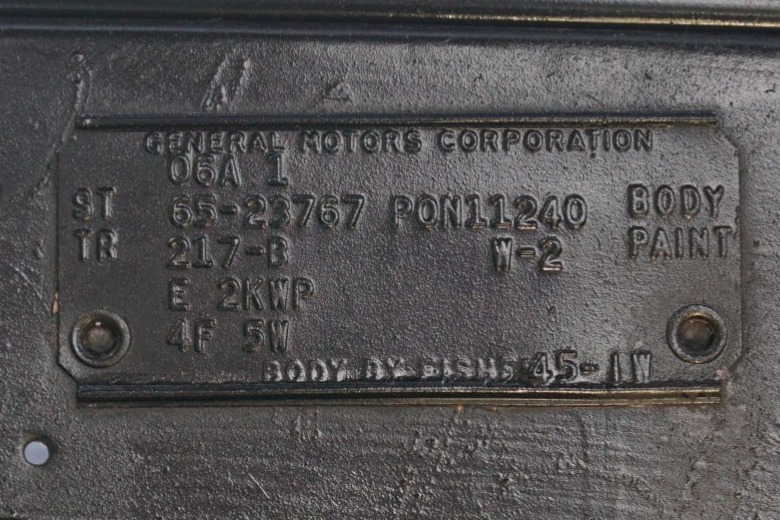 GENERAL MOTORS CORPORATION
06A 1
ST 65-23767 PON11240 BODY
TR 217-B W-2 PAINT
E 2KWP
4F 5W
BODY BY 45-1W